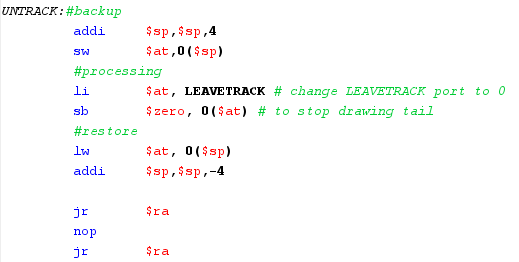 UNTRACK:#backup
addi $sp,$sp,4
sw $at,0($sp)
#processing
li $at, LEAVETRACK # change LEAVETRACK port to 0
sb $zero, 0($at) # to stop drawing tail
#restore
lw $at, 0($sp)
addi $sp,$sp,-4
jr $ra
nop
jr $ra